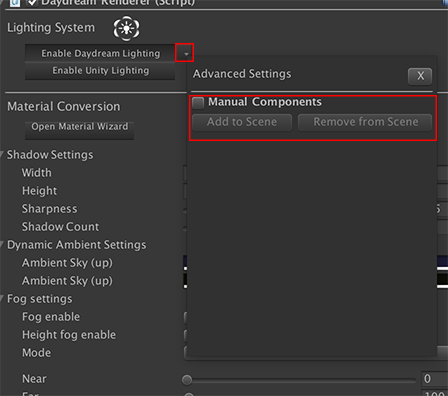 Daydream Renderer (Script)
Lighting System
Enable Daydream Lighting
Enable Unity Lighting
Advanced Settings
X
Manual Components
Add to Scene
Remove from Scene
Material Conversion
Open Material Wizard
Shadow Settings
Width
Height
Sharpness
Shadow Count
Dynamic Ambient Settings
Ambient Sky (up)
Ambient Sky (up)
Fog settings
Fog enable
Height fog enable
Mode
Near
0
Far
100